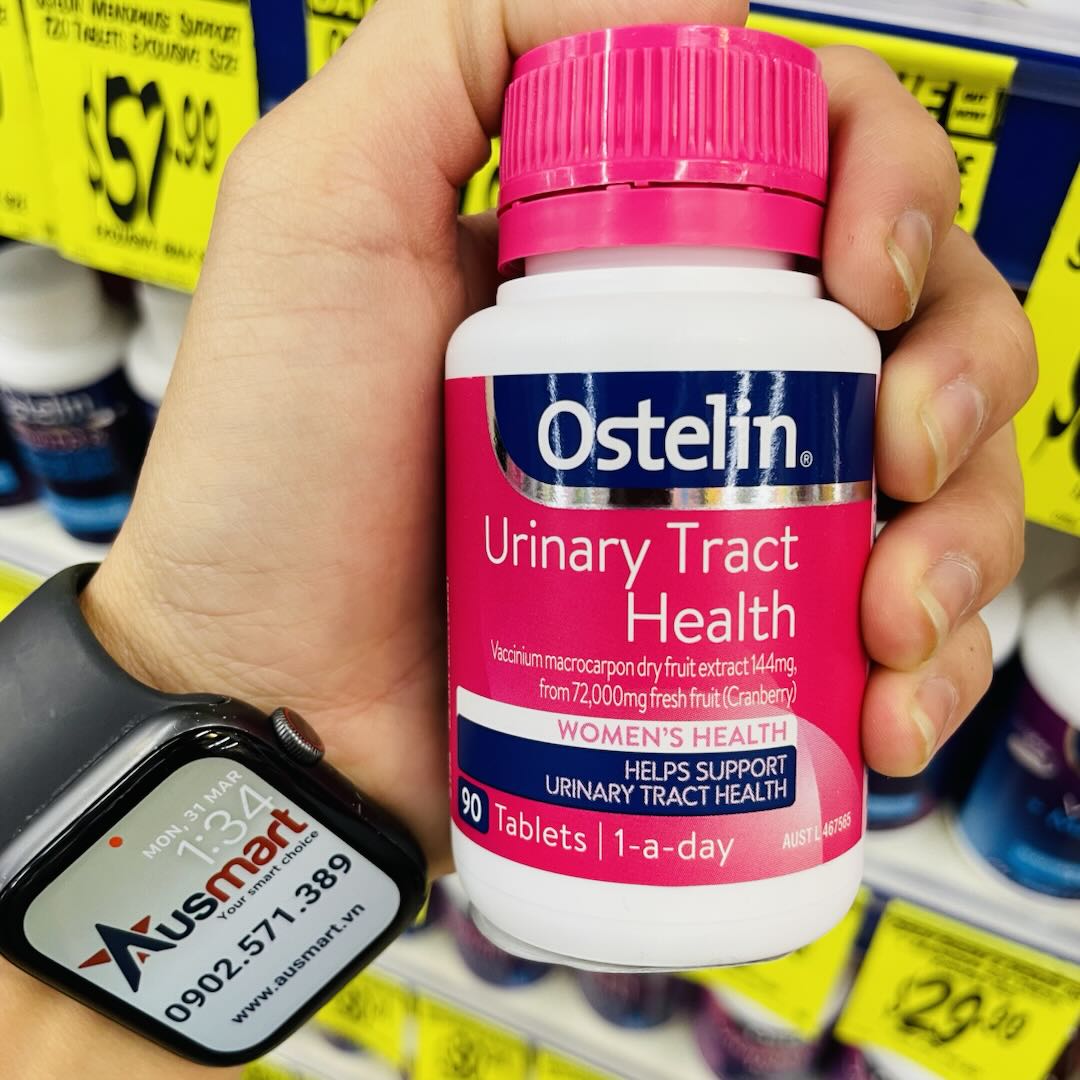 MENOPAUSE SUPPORT
$57.99
Ostelin®
Urinary Tract
Health
Vaccinium macrocarpon dry fruit extract 144mg,
from 72,000mg fresh fruit (Cranberry)
WOMEN'S HEALTH
HELPS SUPPORT
URINARY TRACT HEALTH
90 Tablets | 1-a-day
AUST L 467565
MON, 31 MAR
1:34
Ausmart
Your smart choice
0902.571.389
www.ausmart.vn